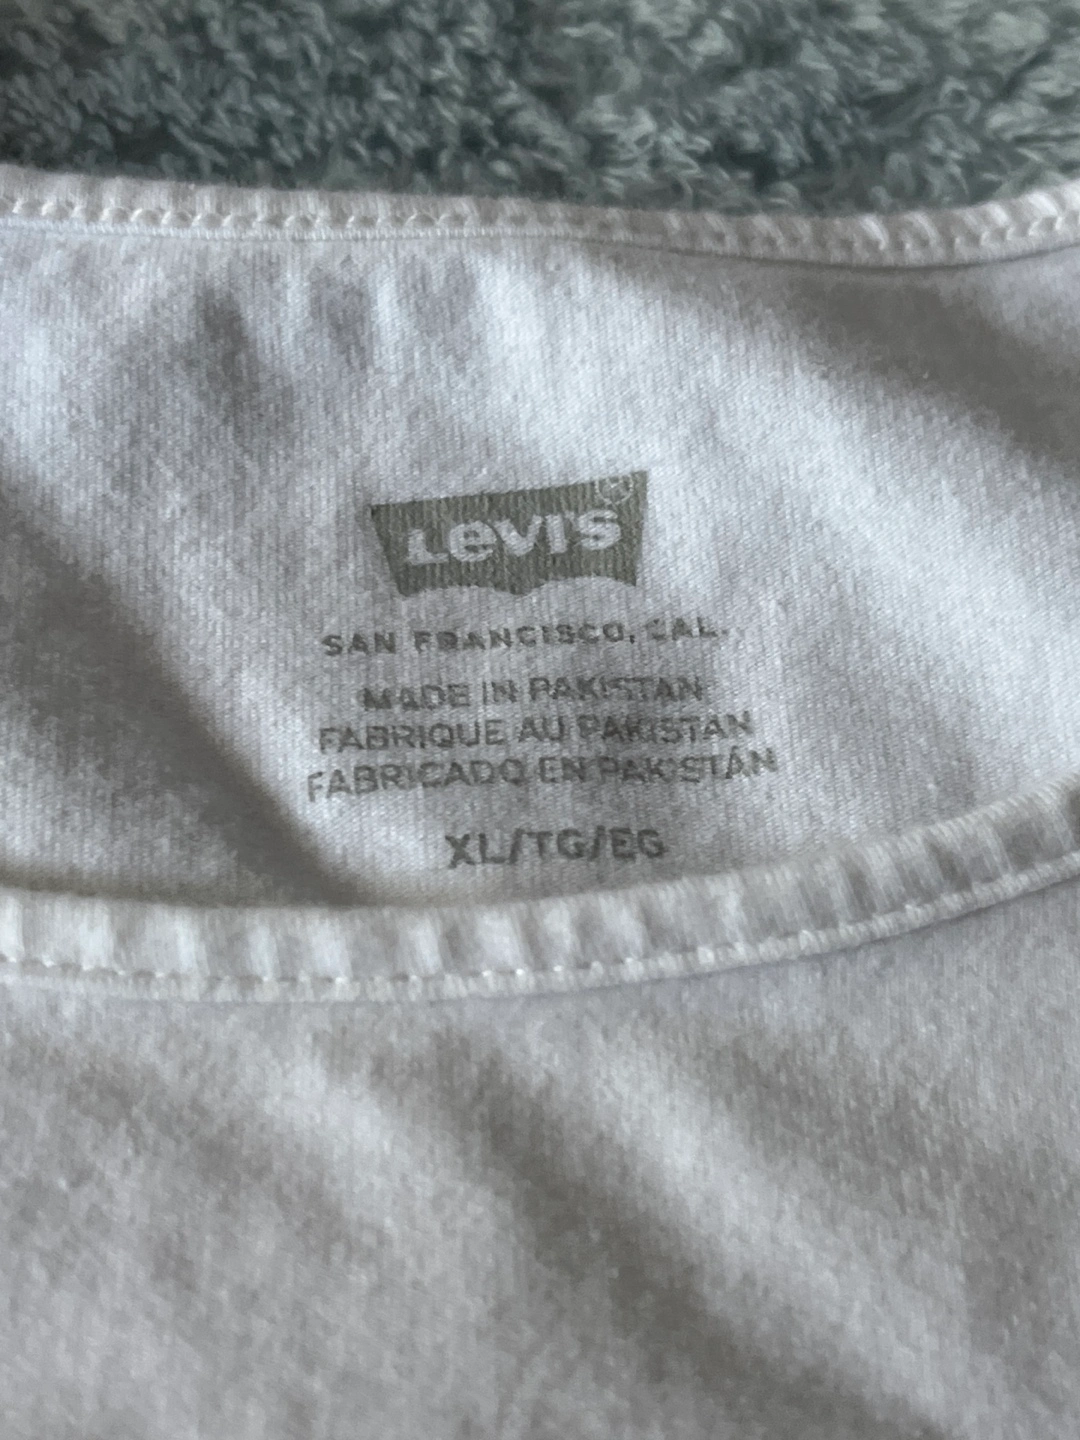 Levi's ®
SAN FRANCISCO, CAL.
MADE IN PAKISTAN
FABRIQUE AU PAKISTAN
FABRICADO EN PAKISTÁN
XL/TG/EG